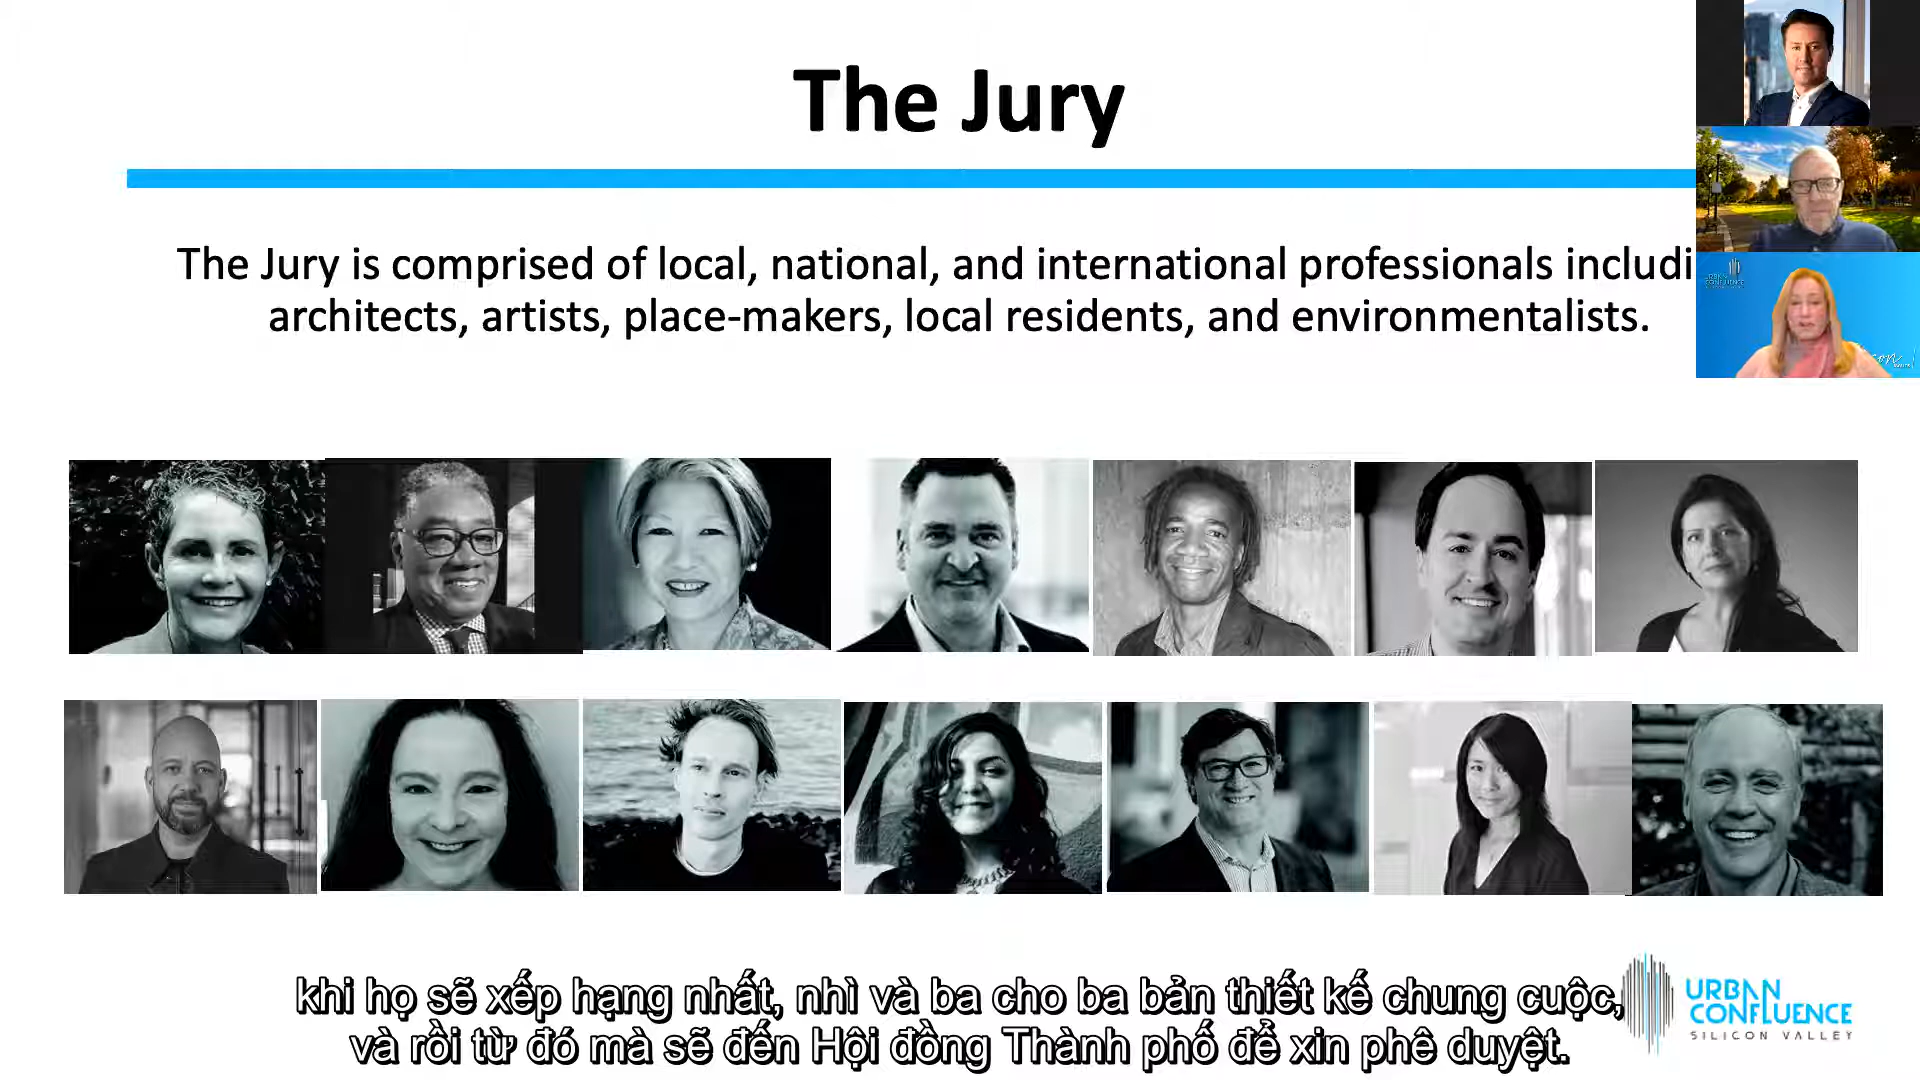 The Jury
The Jury is comprised of local, national, and international professionals includi
architects, artists, place-makers, local residents, and environmentalists.
URBAN
CONFLUENCE
khi họ sẽ xếp hạng nhất, nhì và ba cho ba bản thiết kế chung cuộc,
và rồi từ đó mà sẽ đến Hội đồng Thành phố để xin phê duyệt.
URBAN
CONFLUENCE
SILICON VALLEY